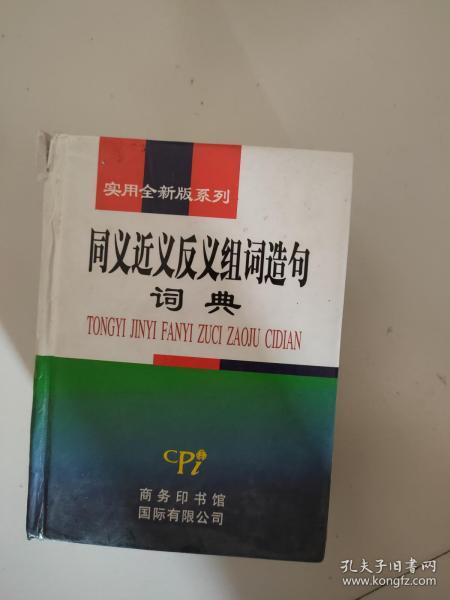 实用全新版系列
同义近义反义组词造句
词典
TONGYI JINYI FANYI ZUCI ZAOJU CIDIAN
CPi
商务印书馆
国际有限公司
孔夫子旧书网
www.kongfz.com